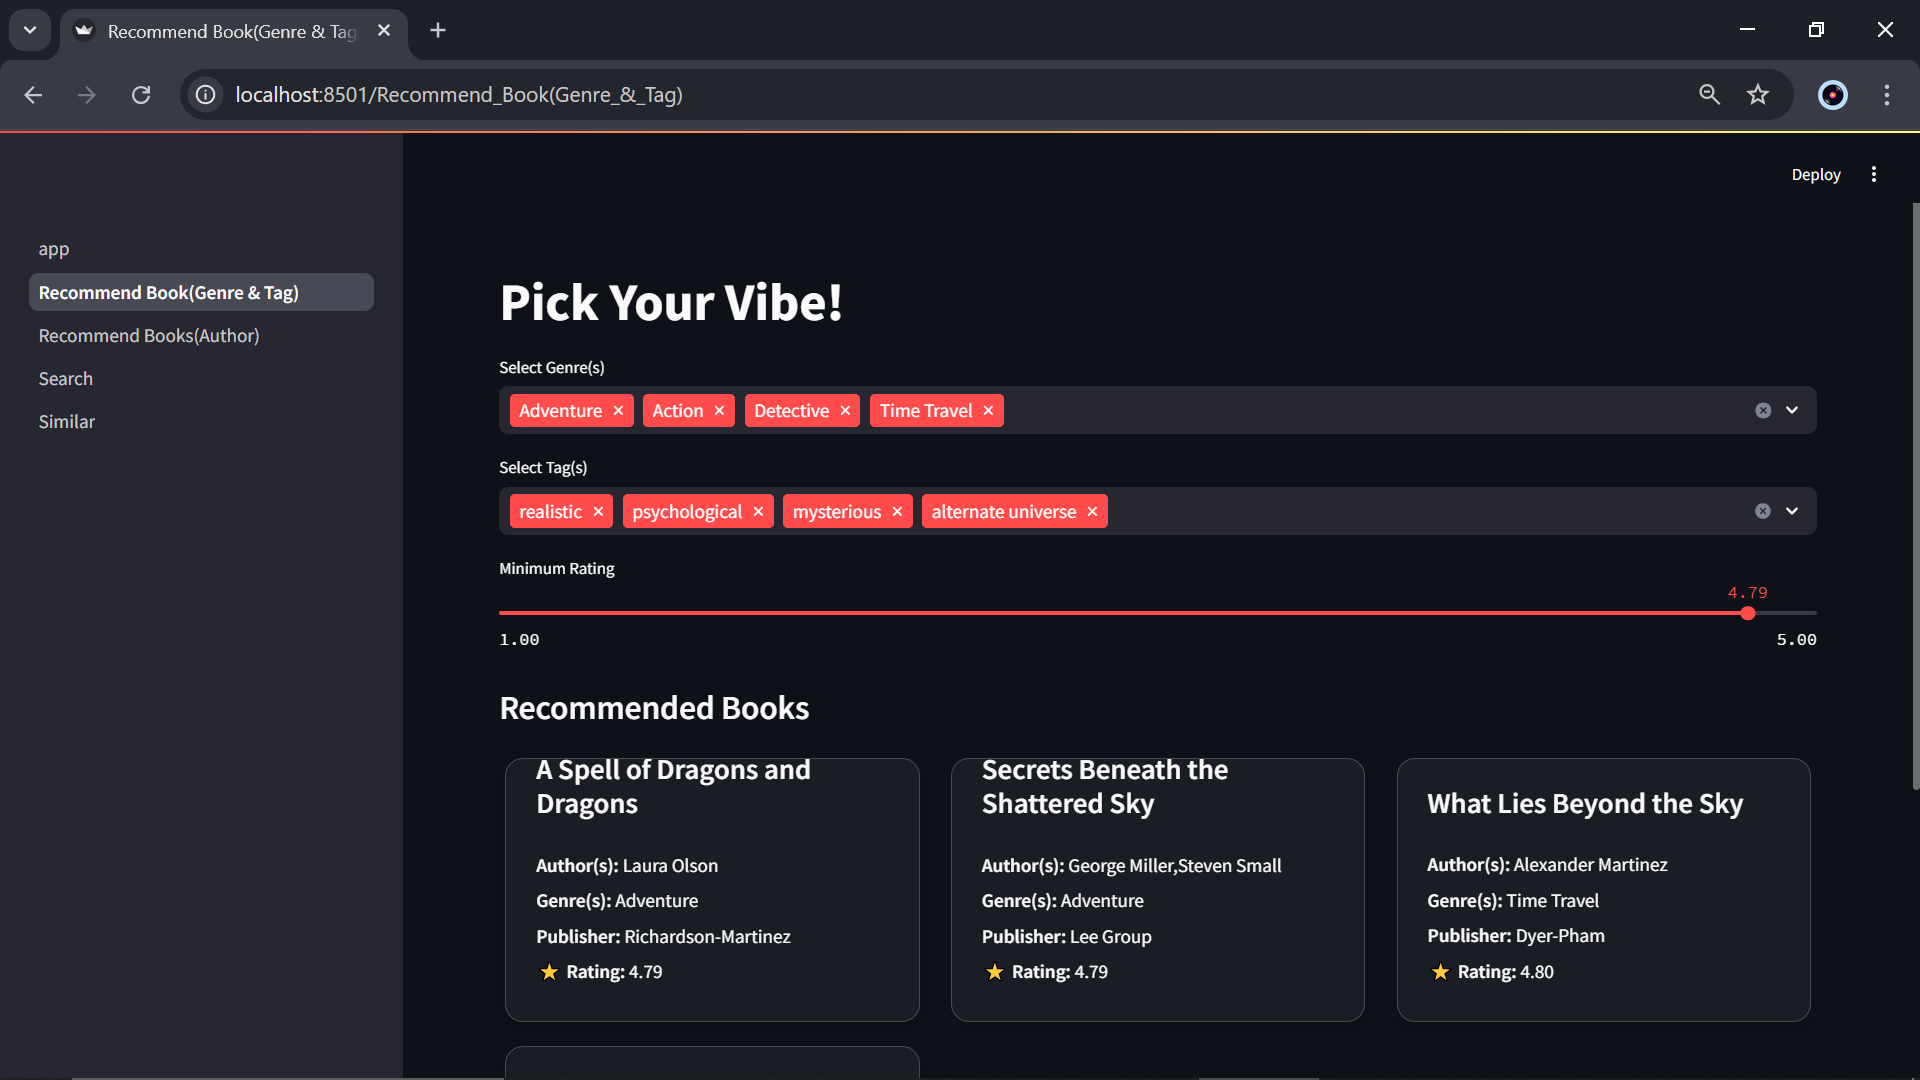 Recommend Book(Genre & Tag
localhost:8501/Recommend_Book(Genre_&_Tag)
Deploy
app
Recommend Book(Genre & Tag)
Recommend Books(Author)
Search
Similar
Pick Your Vibe!
Select Genre(s)
Adventure Action Detective Time Travel
Select Tag(s)
realistic psychological mysterious alternate universe
Minimum Rating
4.79
1.00 5.00
Recommended Books
A Spell of Dragons and
Dragons
Author(s): Laura Olson
Genre(s): Adventure
Publisher: Richardson-Martinez
Rating: 4.79
Secrets Beneath the
Shattered Sky
Author(s): George Miller,Steven Small
Genre(s): Adventure
Publisher: Lee Group
Rating: 4.79
What Lies Beyond the Sky
Author(s): Alexander Martinez
Genre(s): Time Travel
Publisher: Dyer-Pham
Rating: 4.80